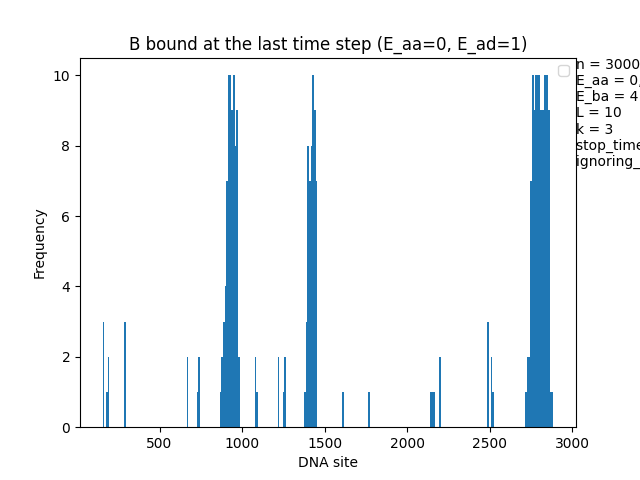 B bound at the last time step (E_aa=0, E_ad=1)
n = 3000
E_aa = 0,
E_ba = 4
L = 10
k = 3
stop_time
ignoring_
10
8
6
4
2
0
Frequency
500 1000 1500 2000 2500 3000
DNA site